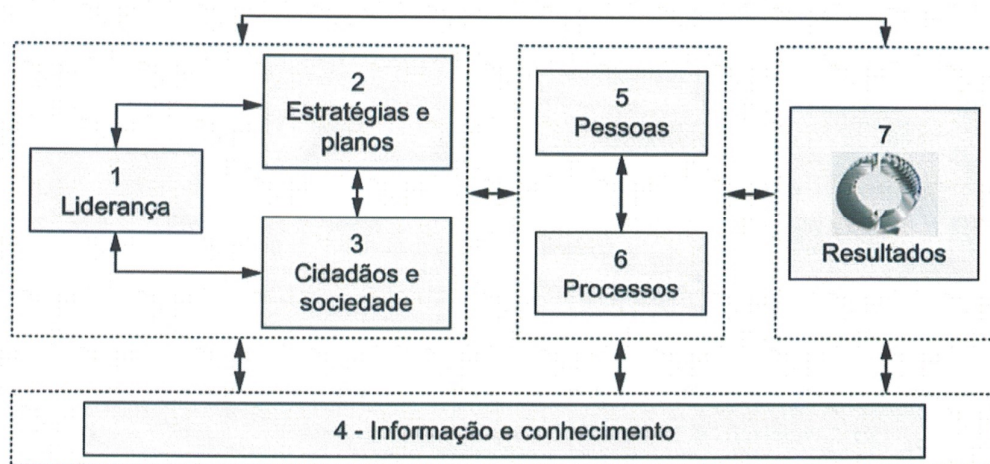 1
Liderança
2
Estratégias e
planos
3
Cidadãos e
sociedade
5
Pessoas
6
Processos
7
Resultados
4 - Informação e conhecimento